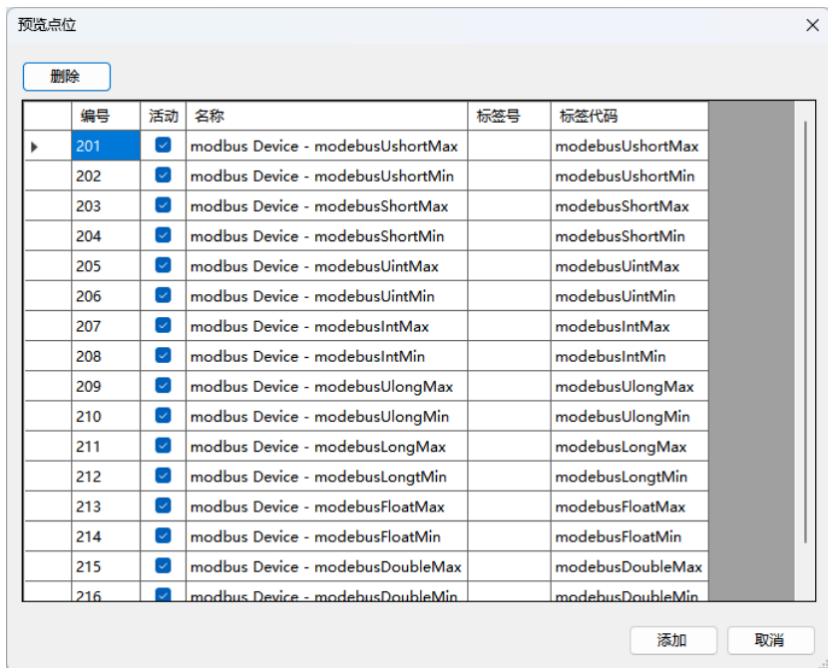 预览点位
删除
编号 活动 名称 标签号 标签代码
201 modbus Device - modebusUshortMax modebusUshortMax
202 modbus Device - modebusUshortMin modebusUshortMin
203 modbus Device - modebusShortMax modebusShortMax
204 modbus Device - modebusShortMin modebusShortMin
205 modbus Device - modebusUintMax modebusUintMax
206 modbus Device - modebusUintMin modebusUintMin
207 modbus Device - modebusIntMax modebusIntMax
208 modbus Device - modebusIntMin modebusIntMin
209 modbus Device - modebusUlongMax modebusUlongMax
210 modbus Device - modebusUlongMin modebusUlongMin
211 modbus Device - modebusLongMax modebusLongMax
212 modbus Device - modebusLongtMin modebusLongtMin
213 modbus Device - modebusFloatMax modebusFloatMax
214 modbus Device - modebusFloatMin modebusFloatMin
215 modbus Device - modebusDoubleMax modebusDoubleMax
216 modbus Device - modebusDoubleMin modebusDoubleMin
添加 取消